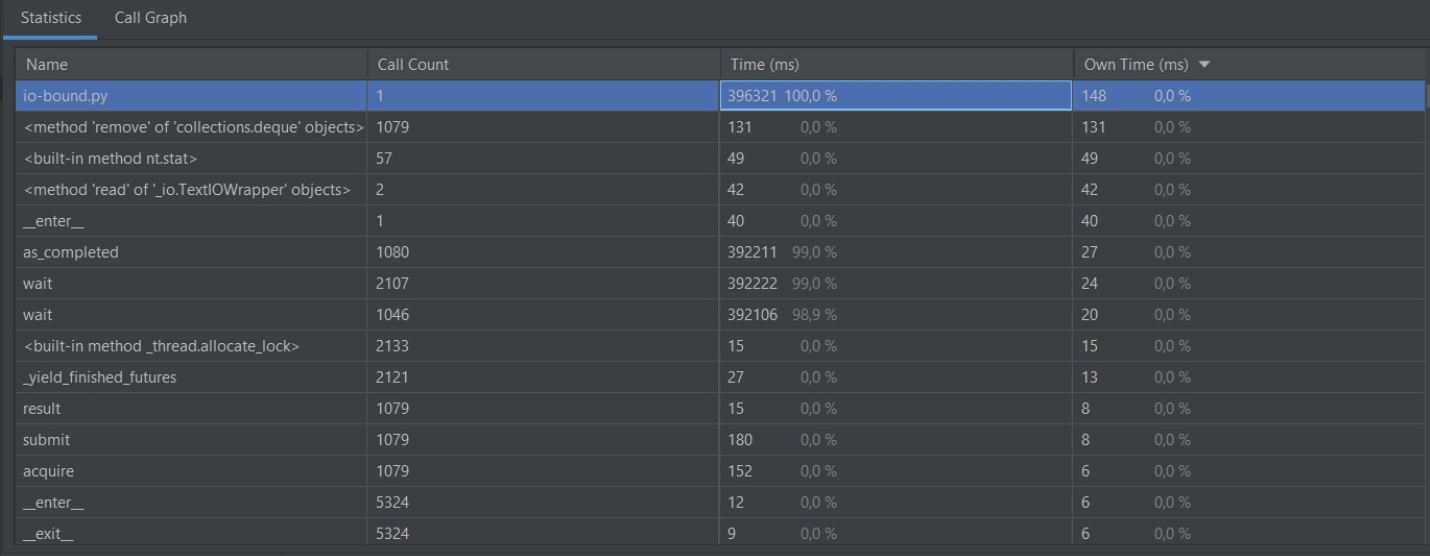 Statistics Call Graph
Name Call Count Time (ms) Own Time (ms)
io-bound.py 1 396321 100,0 % 148 0,0 %
<method 'remove' of 'collections.deque' objects> 1079 131 0,0 % 131 0,0 %
<built-in method nt.stat> 57 49 0,0 % 49 0,0 %
<method 'read' of '_io.TextIOWrapper' objects> 2 42 0,0 % 42 0,0 %
__enter__ 1 40 0,0 % 40 0,0 %
as_completed 1080 392211 99,0 % 27 0,0 %
wait 2107 392222 99,0 % 24 0,0 %
wait 1046 392106 98,9 % 20 0,0 %
<built-in method _thread.allocate_lock> 2133 15 0,0 % 15 0,0 %
_yield_finished_futures 2121 27 0,0 % 13 0,0 %
result 1079 15 0,0 % 8 0,0 %
submit 1079 180 0,0 % 8 0,0 %
acquire 1079 152 0,0 % 6 0,0 %
__enter__ 5324 12 0,0 % 6 0,0 %
__exit__ 5324 9 0,0 % 6 0,0 %